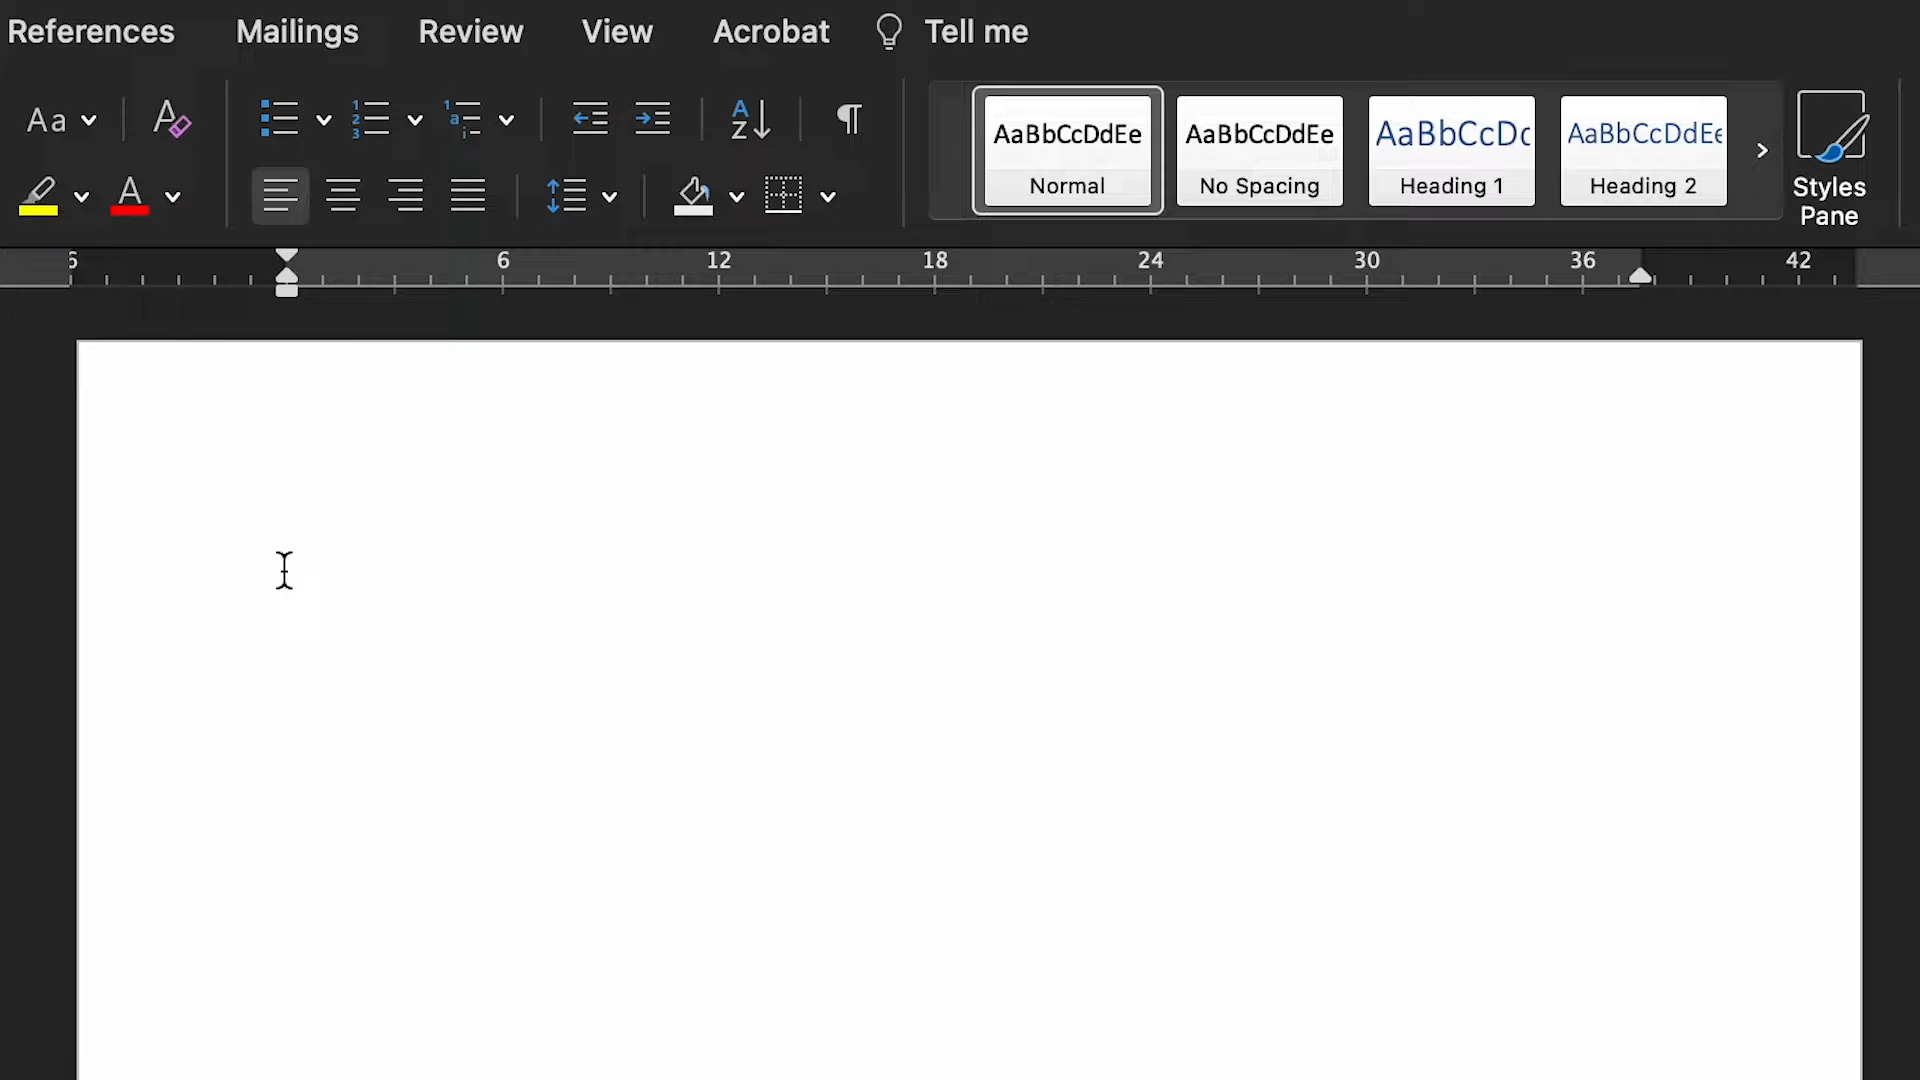 References Mailings Review View Acrobat Tell me
Aa
AaBbCcDdEe AaBbCcDdEe AaBbCcDc AaBbCcDdEe
Normal No Spacing Heading 1 Heading 2
Styles
Pane
6 6 12 18 24 30 36 42